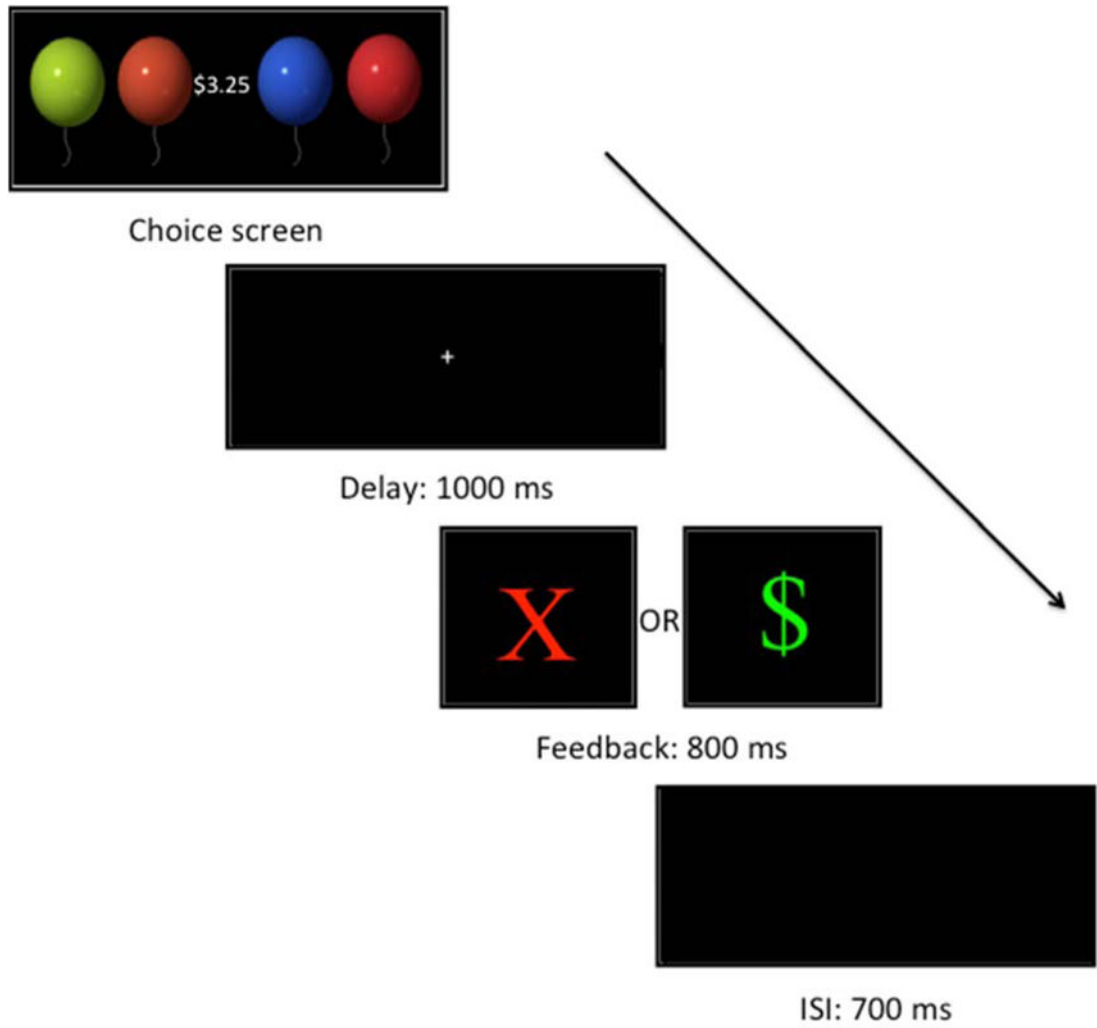 $3.25
Choice screen
+
Delay: 1000 ms
X OR $
Feedback: 800 ms
ISI: 700 ms